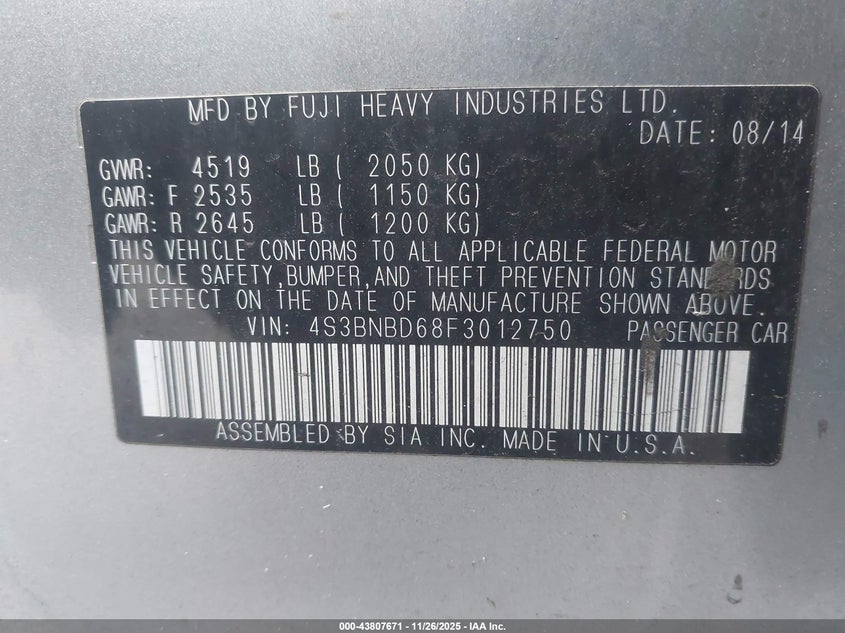 MFD BY FUJI HEAVY INDUSTRIES LTD.
DATE: 08/14
GVWR: 4519 LB ( 2050 KG)
GAWR: F 2535 LB ( 1150 KG)
GAWR: R 2645 LB ( 1200 KG)
THIS VEHICLE CONFORMS TO ALL APPLICABLE FEDERAL MOTOR
VEHICLE SAFETY,BUMPER,AND THEFT PREVENTION STANDARDS
IN EFFECT ON THE DATE OF MANUFACTURE SHOWN ABOVE.
VIN: 4S3BNBD68F3012750 PASSENGER CAR
ASSEMBLED BY SIA INC. MADE IN U.S.A.
000-43807671 | 11/26/2025 - IAA Inc.